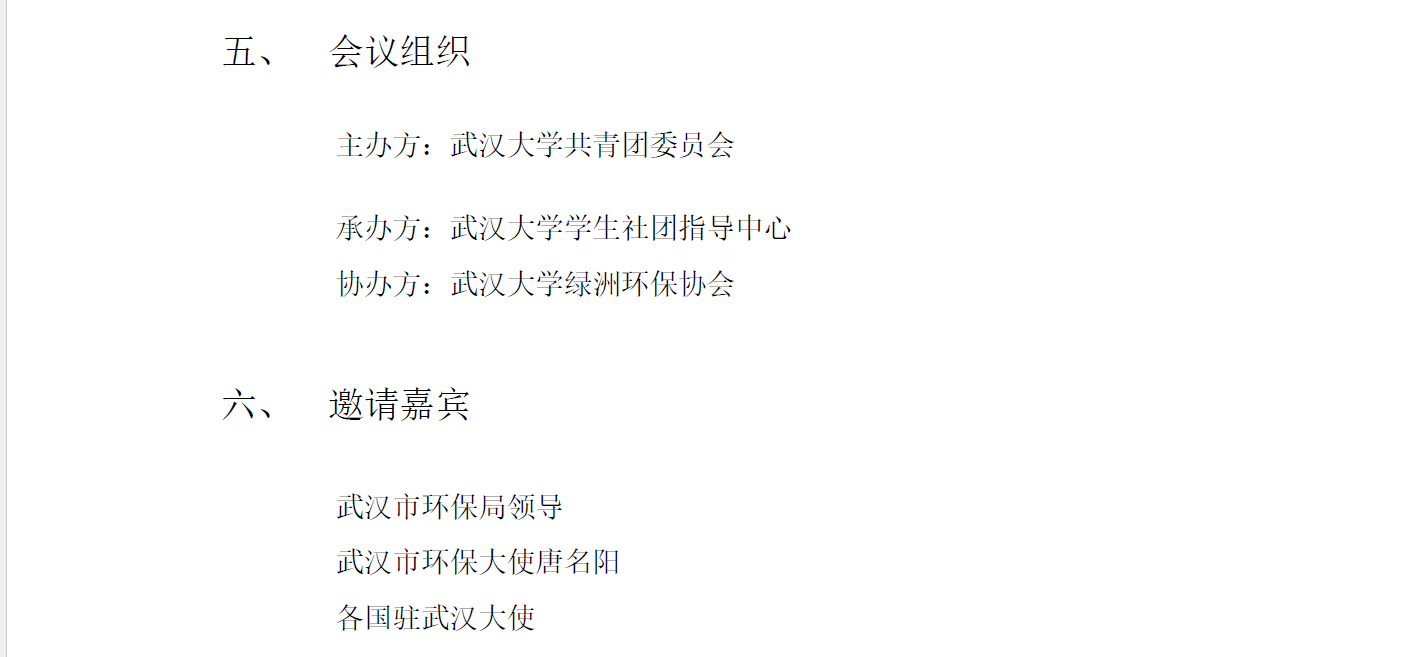 五、 会议组织
主办方：武汉大学共青团委员会
承办方：武汉大学学生社团指导中心
协办方：武汉大学绿洲环保协会
六、 邀请嘉宾
武汉市环保局领导
武汉市环保大使唐名阳
各国驻武汉大使